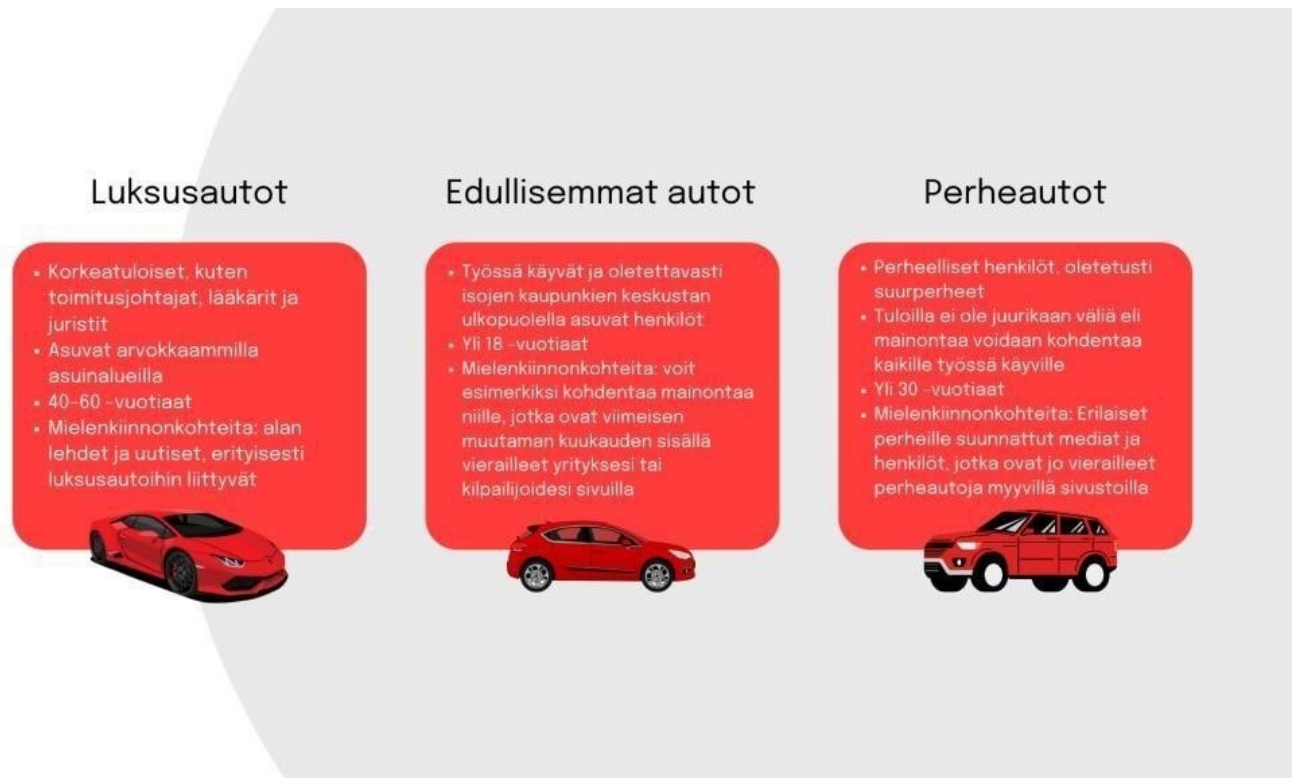 Luksusautot
• Korkeatuloiset, kuten
toimitusjohtajat, lääkärit ja
juristit
• Asuvat arvokkaammilla
asuinalueilla
• 40-60 -vuotiaat
• Mielenkiinnonkohteita: alan
lehdet ja uutiset, erityisesti
luksusautoihin liittyvät
Edullisemmat autot
• Työssä käyvät ja oletettavasti
isojen kaupunkien keskustan
ulkopuolella asuvat henkilöt
• Yli 18 -vuotiaat
• Mielenkiinnonkohteita: voit
esimerkiksi kohdentaa mainontaa
niille, jotka ovat viimeisen
muutaman kuukauden sisällä
vierailleet yrityksesi tai
kilpailijoidesi sivuilla
Perheautot
• Perheelliset henkilöt, oletetusti
suurperheet
• Tuloilla ei ole juurikaan väliä eli
mainontaa voidaan kohdentaa
kaikille työssä käyville
• Yli 30 -vuotiaat
• Mielenkiinnonkohteita: Erilaiset
perheille suunnattut mediat ja
henkilöt, jotka ovat jo vierailleet
perheautoja myyvillä sivustoilla